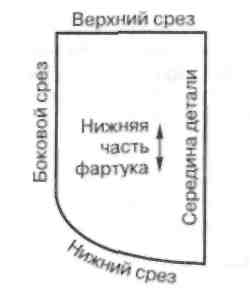 Верхний срез
Боковой срез
Нижняя
часть
фартука
Середина детали
Нижний срез